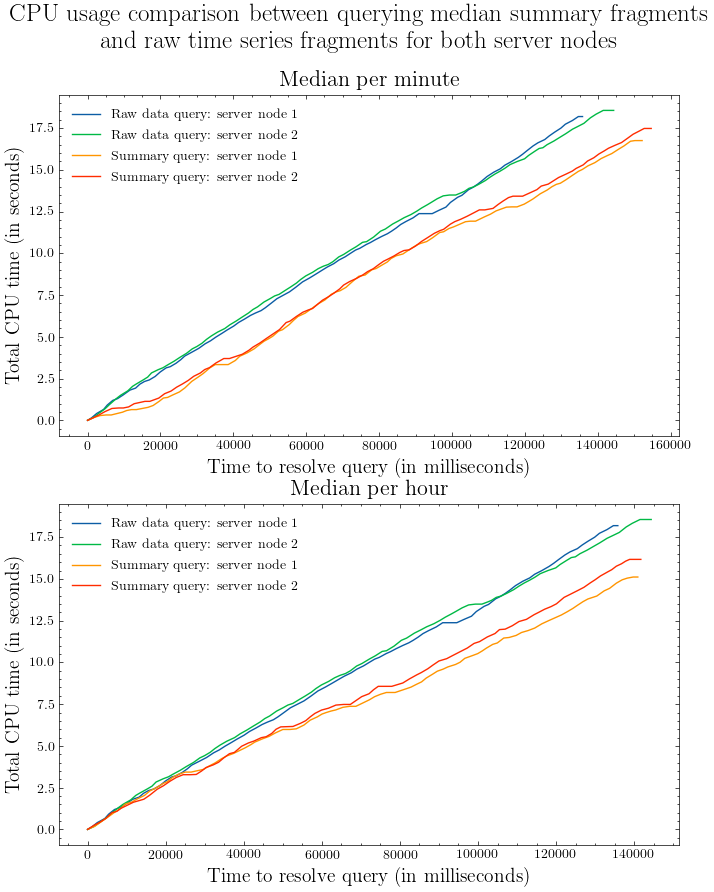 CPU usage comparison between querying median summary fragments
and raw time series fragments for both server nodes
Median per minute
Raw data query: server node 1
Raw data query: server node 2
Summary query: server node 1
Summary query: server node 2
Total CPU time (in seconds)
17.5
15.0
12.5
10.0
7.5
5.0
2.5
0.0
0 20000 40000 60000 80000 100000 120000 140000 160000
Time to resolve query (in milliseconds)
Median per hour
Raw data query: server node 1
Raw data query: server node 2
Summary query: server node 1
Summary query: server node 2
Total CPU time (in seconds)
17.5
15.0
12.5
10.0
7.5
5.0
2.5
0.0
0 20000 40000 60000 80000 100000 120000 140000
Time to resolve query (in milliseconds)